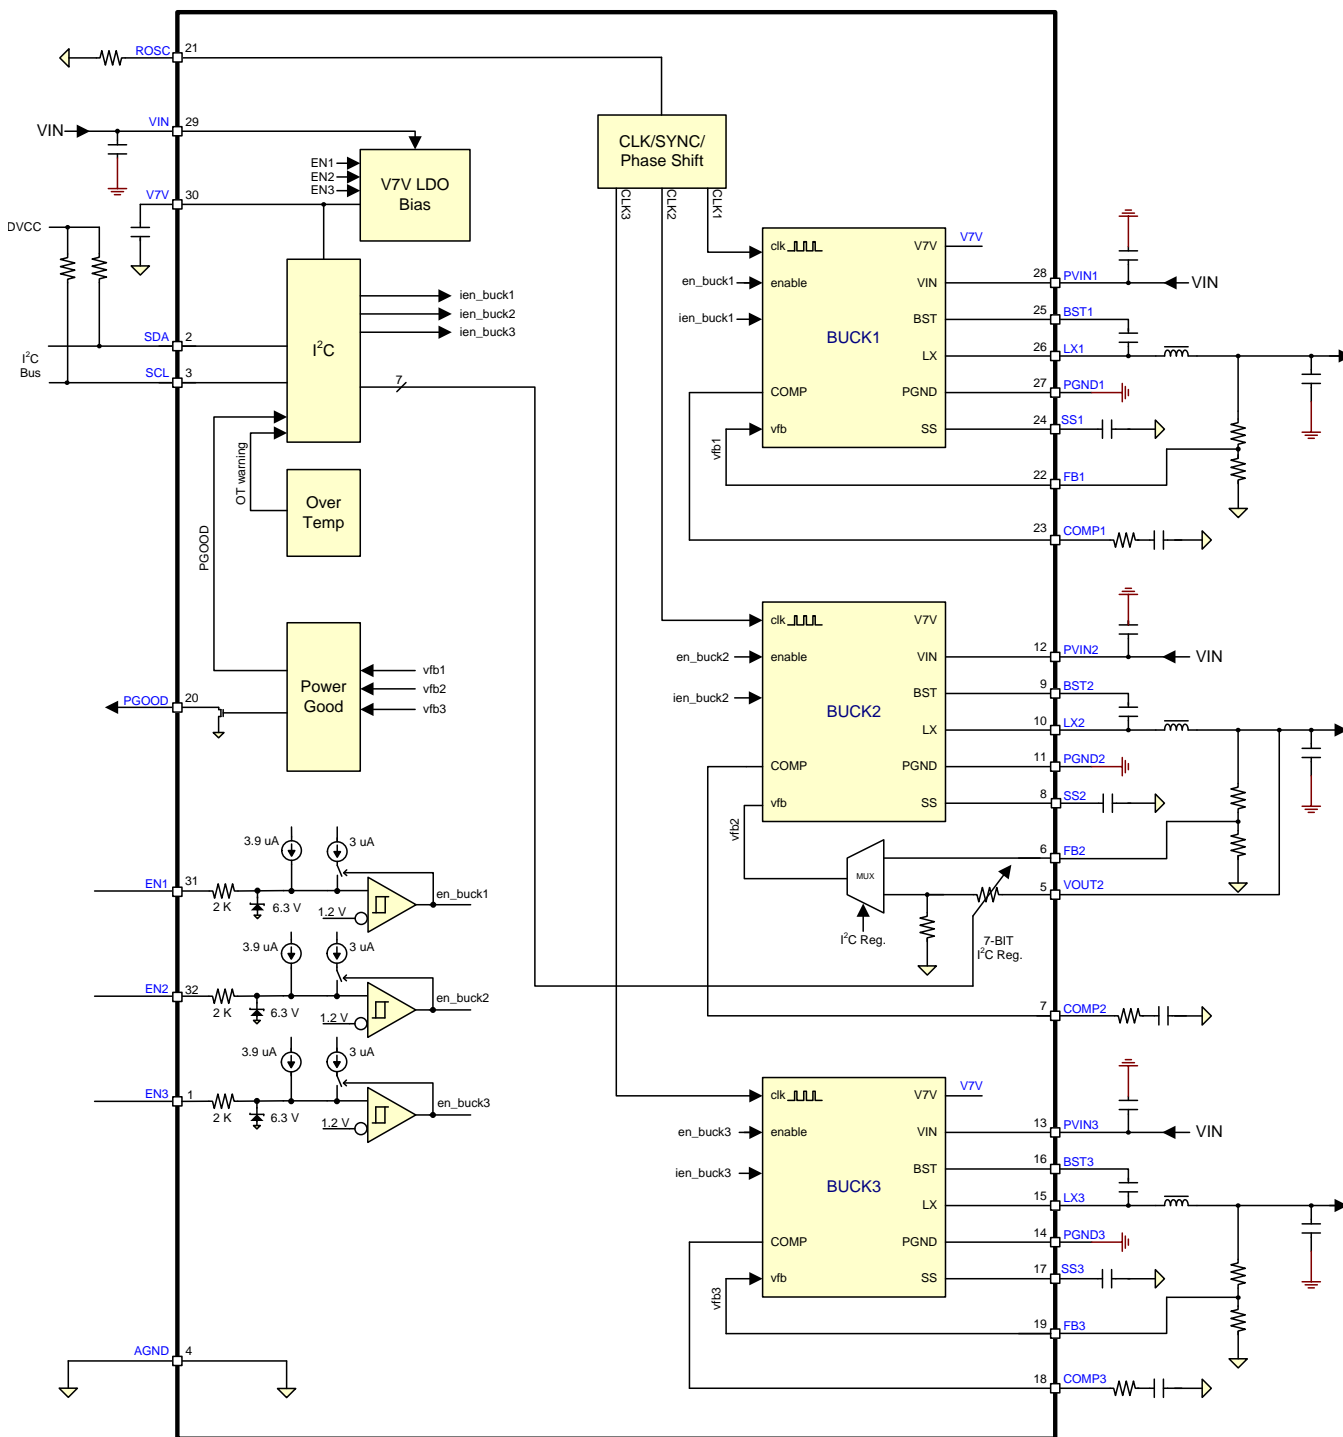 ROSC
21
VIN
VIN
29
V7V
30
DVCC
SDA
2
I²C
Bus
SCL
3
EN1
EN2
EN3
V7V LDO
Bias
I²C
ien_buck1
ien_buck2
ien_buck3
7
OT warning
PGOOD
Over
Temp
Power
Good
vfb1
vfb2
vfb3
PGOOD
20
CLK/SYNC/
Phase Shift
CLK3
CLK2
CLK1
clk
V7V
V7V
en_buck1
enable
VIN
28
PVIN1
VIN
ien_buck1
BST
25
BST1
BUCK1
LX
26
LX1
COMP
PGND
27
PGND1
vfb
SS
24
SS1
vfb1
22
FB1
23
COMP1
clk
V7V
en_buck2
enable
VIN
12
PVIN2
VIN
ien_buck2
BST
9
BST2
BUCK2
LX
10
LX2
COMP
PGND
11
PGND2
vfb
SS
8
SS2
vfb2
MUX
6
FB2
5
VOUT2
I²C Reg.
7-BIT
I²C Reg.
7
COMP2
3.9 uA
3 uA
EN1
31
2 K
6.3 V
1.2 V
en_buck1
3.9 uA
3 uA
EN2
32
2 K
6.3 V
1.2 V
en_buck2
3.9 uA
3 uA
EN3
1
2 K
6.3 V
1.2 V
en_buck3
clk
V7V
V7V
en_buck3
enable
VIN
13
PVIN3
VIN
ien_buck3
BST
16
BST3
BUCK3
LX
15
LX3
COMP
PGND
14
PGND3
vfb
SS
17
SS3
vfb3
19
FB3
18
COMP3
AGND
4